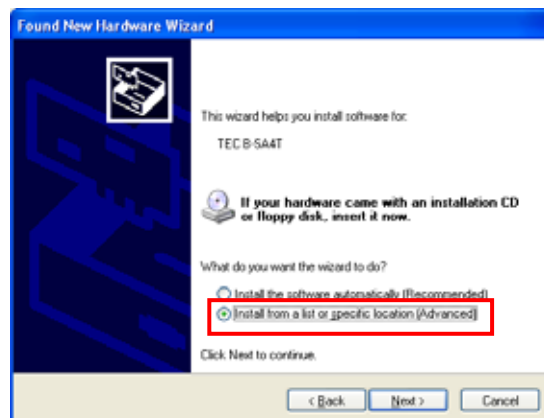 Found New Hardware Wizard
This wizard helps you install software for:
TEC B-SA4T
If your hardware came with an installation CD
or floppy disk, insert it now.
What do you want the wizard to do?
Install the software automatically (Recommended)
Install from a list or specific location (Advanced)
Click Next to continue.
< Back
Next >
Cancel